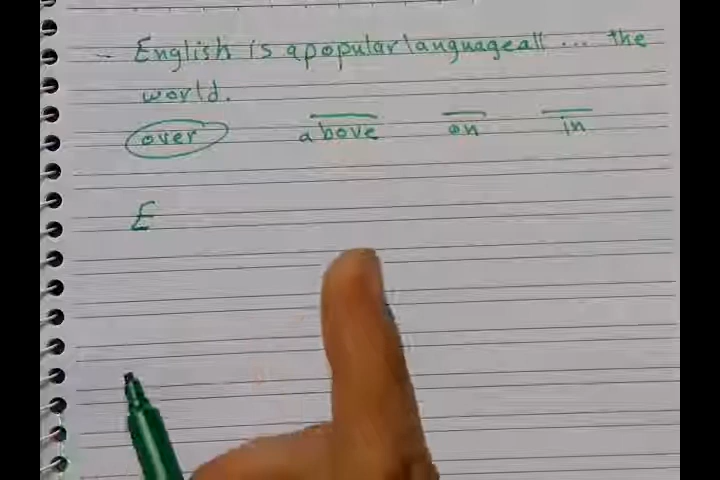 - English is a popular language all ... the
world.
over above on in
E